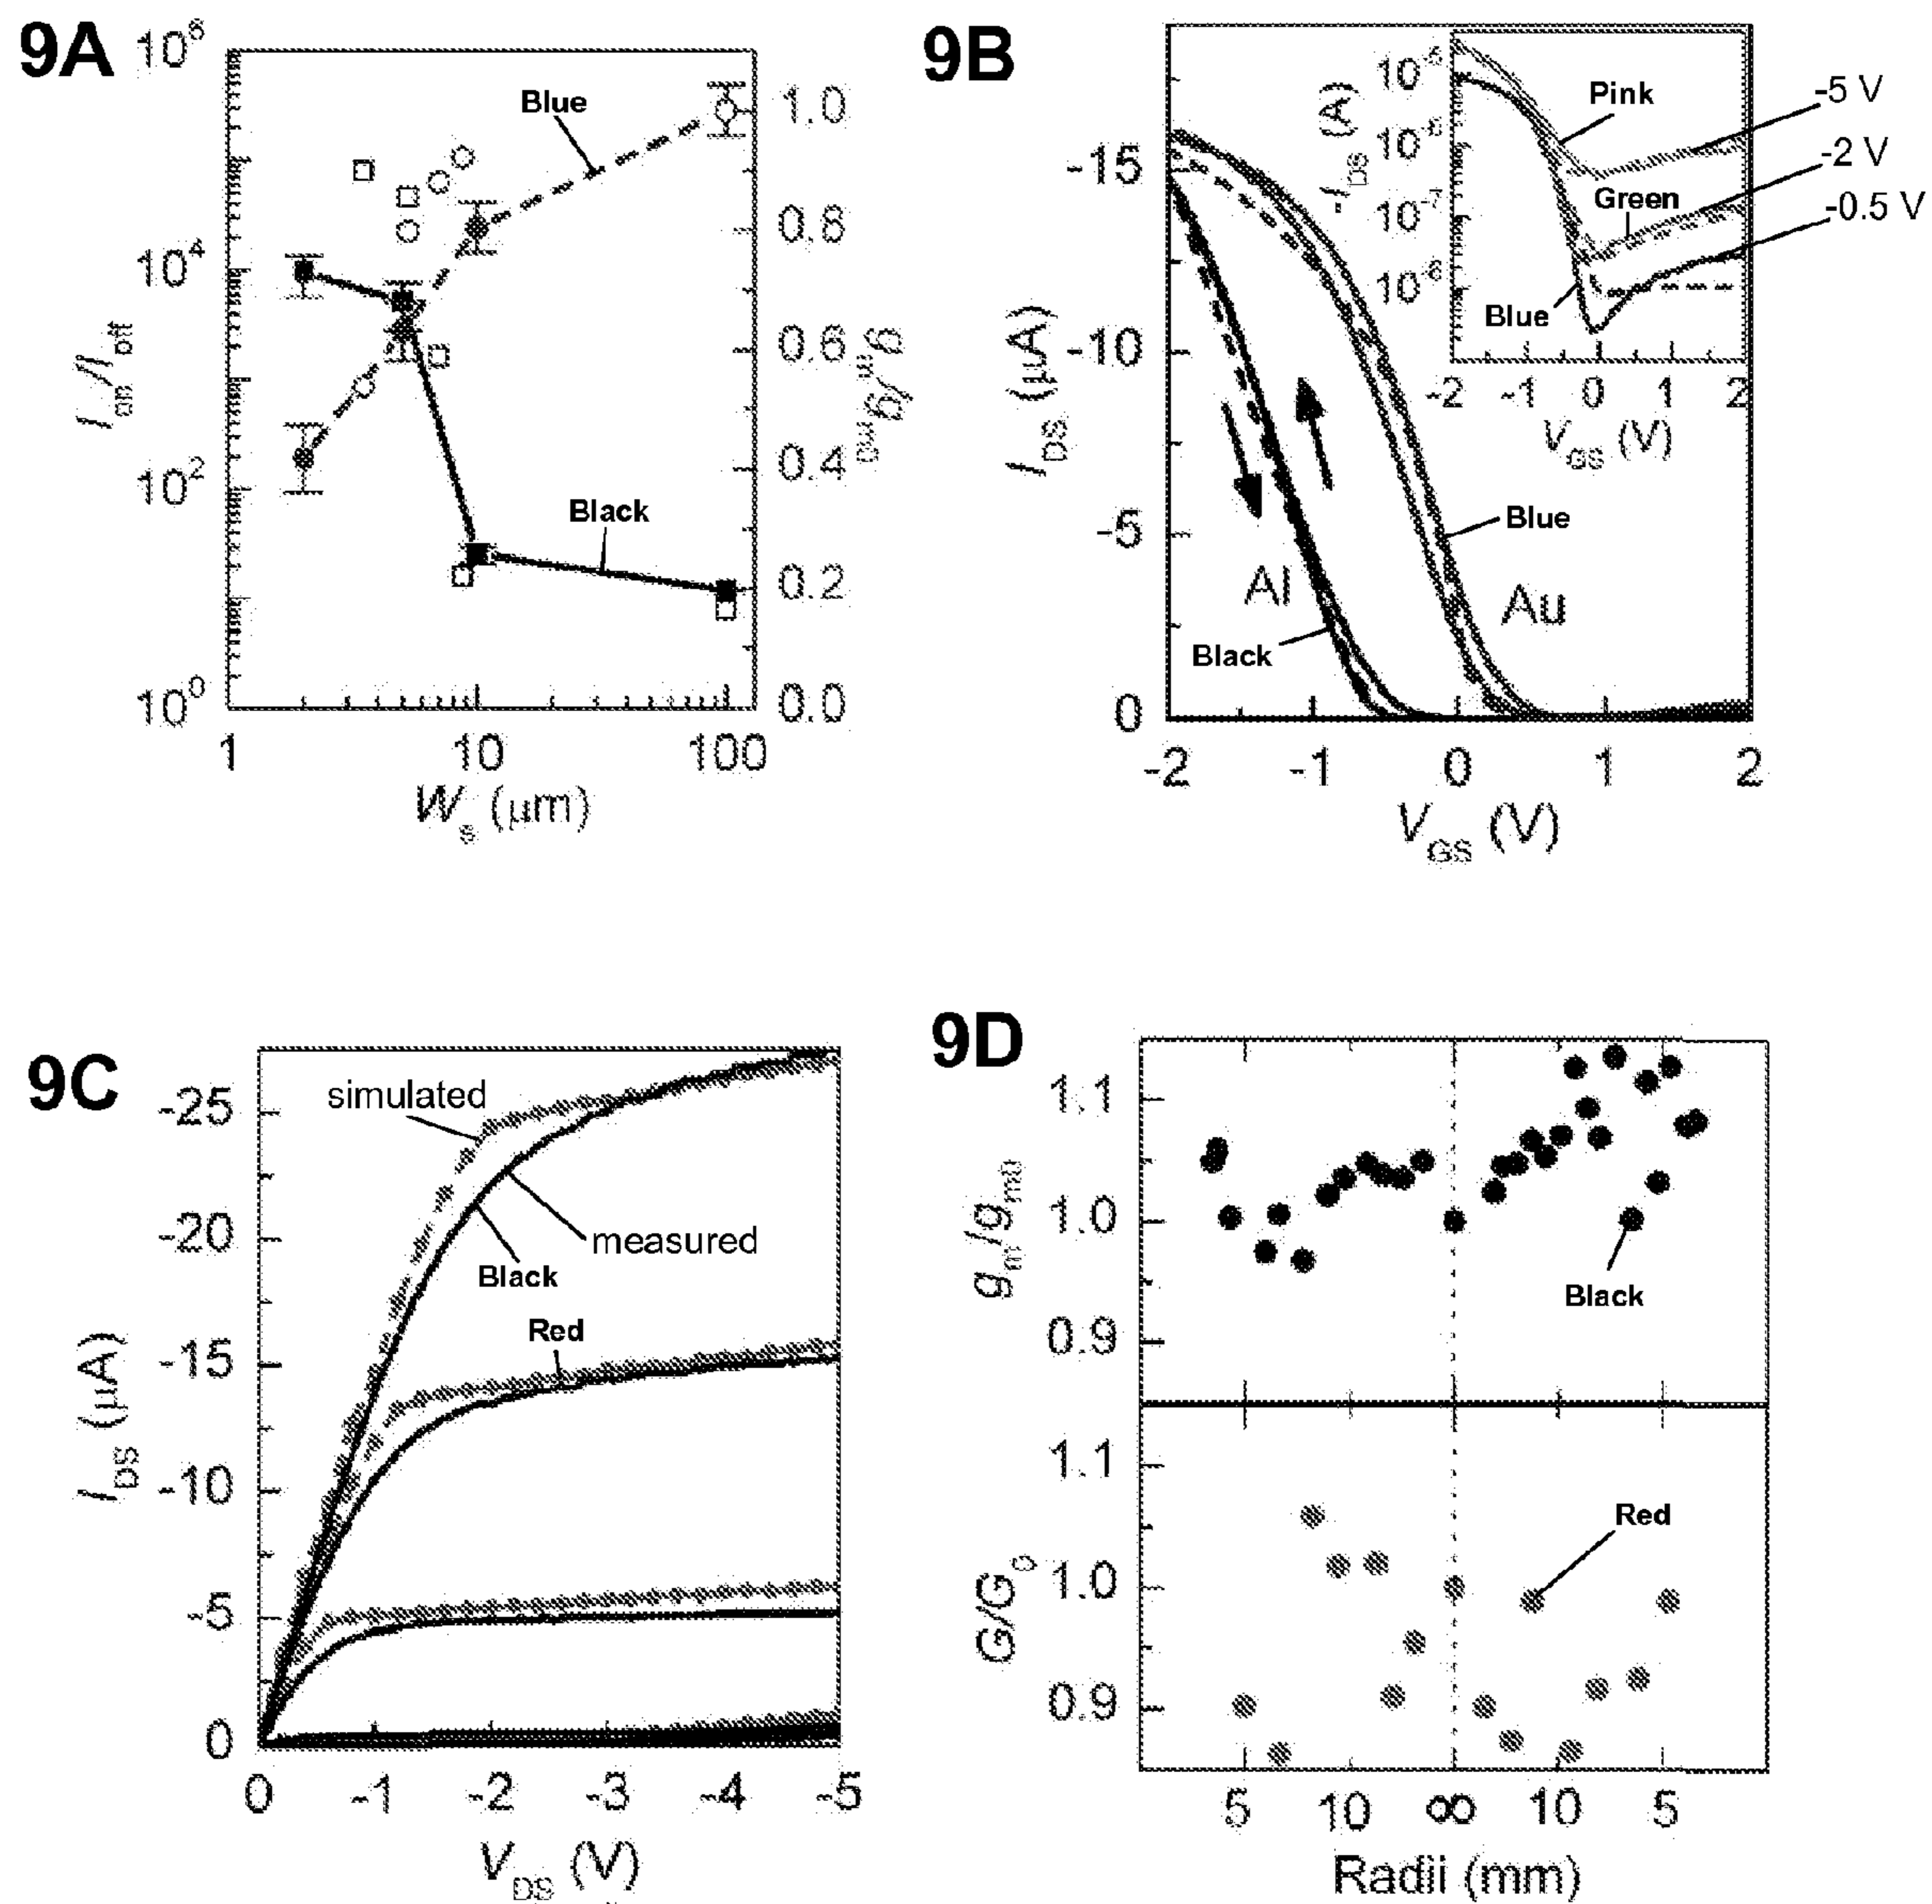 9A
10⁶
10⁴
10²
10⁰
I_on/I_off
Blue
Black
1.0
0.8
0.6
0.4
0.2
0.0
g_m/g_m0
1 10 100
W_s (μm)
9B
-15
-10
-5
0
I_DS (μA)
Al
Au
Black
Blue
-2 -1 0 1 2
V_GS (V)
-I_DS (A)
10⁻⁵
10⁻⁶
10⁻⁷
10⁻⁸
Pink
Green
Blue
-5 V
-2 V
-0.5 V
-2 -1 0 1 2
V_GS (V)
9C
-25
-20
-15
-10
-5
0
I_DS (μA)
simulated
measured
Black
Red
0 -1 -2 -3 -4 -5
V_DS (V)
9D
1.1
1.0
0.9
g_m/g_m0
Black
1.1
1.0
0.9
G/G_0
Red
5 10 ∞ 10 5
Radii (mm)